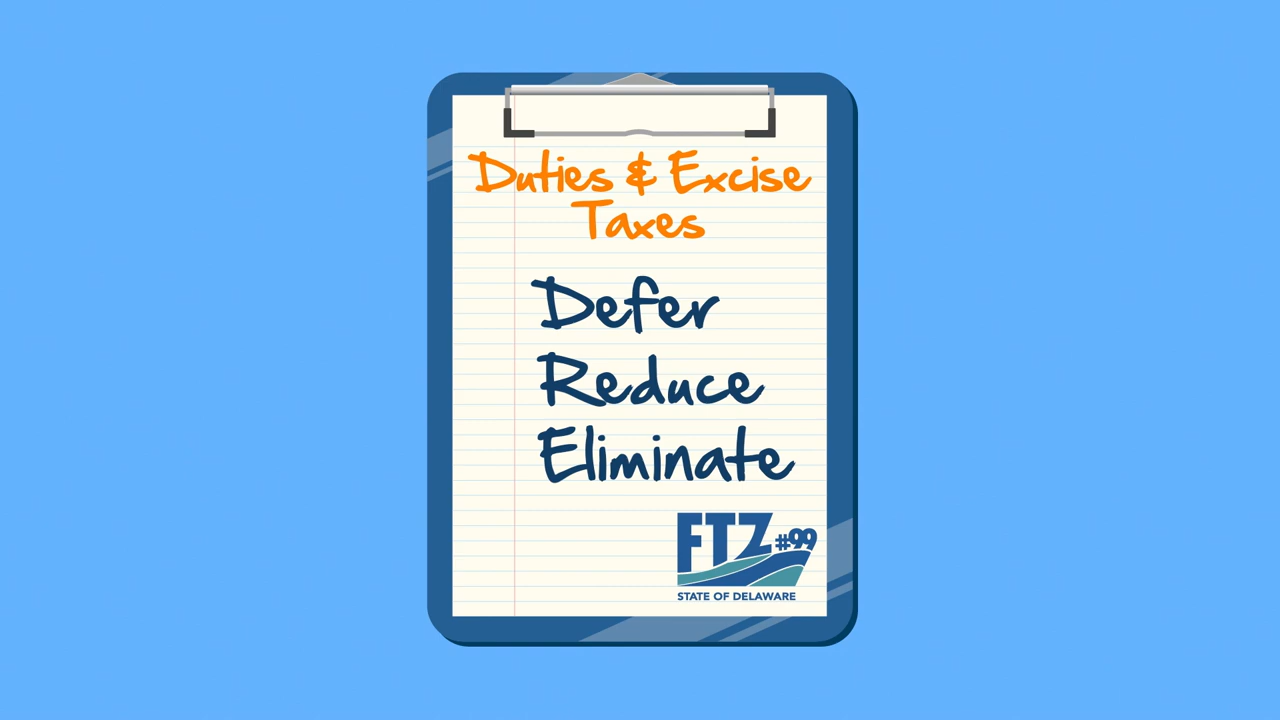 Duties & Excise
Taxes
Defer
Reduce
Eliminate
FTZ #99
STATE OF DELAWARE